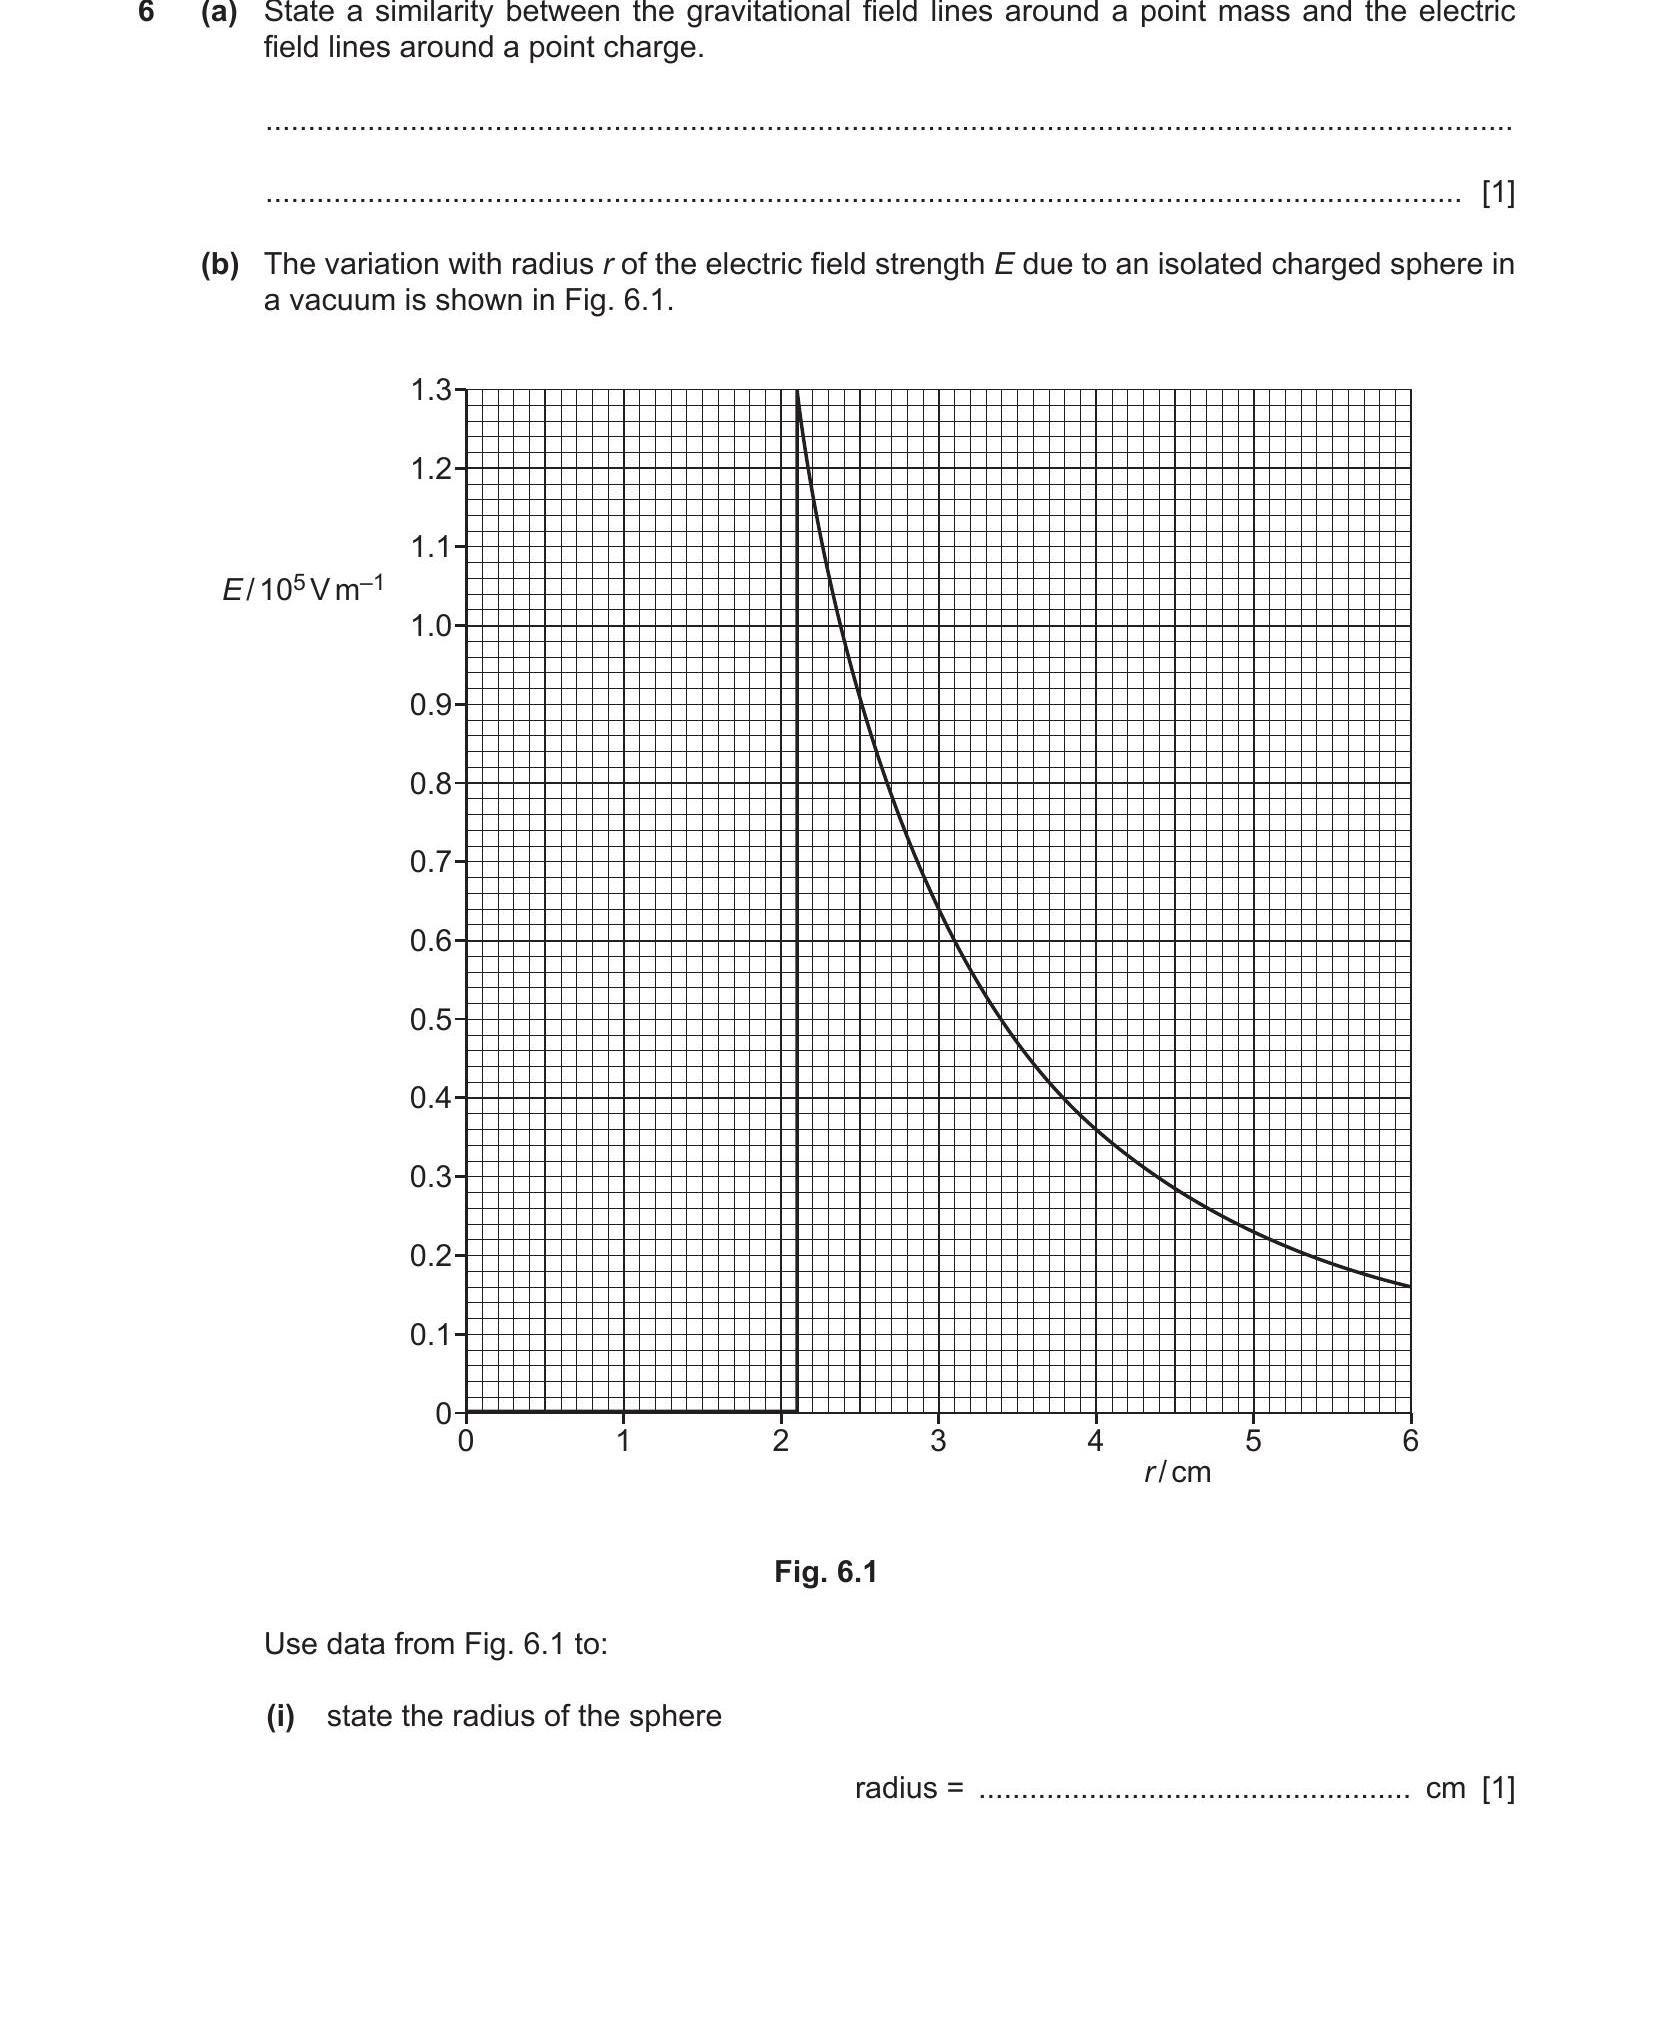 6 (a) State a similarity between the gravitational field lines around a point mass and the electric
field lines around a point charge.
..........................................................................................................................
..................................................................................................................... [1]
(b) The variation with radius r of the electric field strength E due to an isolated charged sphere in
a vacuum is shown in Fig. 6.1.
1.3
1.2
1.1
E/10⁵Vm⁻¹
1.0
0.9
0.8
0.7
0.6
0.5
0.4
0.3
0.2
0.1
0
0 1 2 3 4 5 6
r/cm
Fig. 6.1
Use data from Fig. 6.1 to:
(i) state the radius of the sphere
radius = ................................................... cm [1]